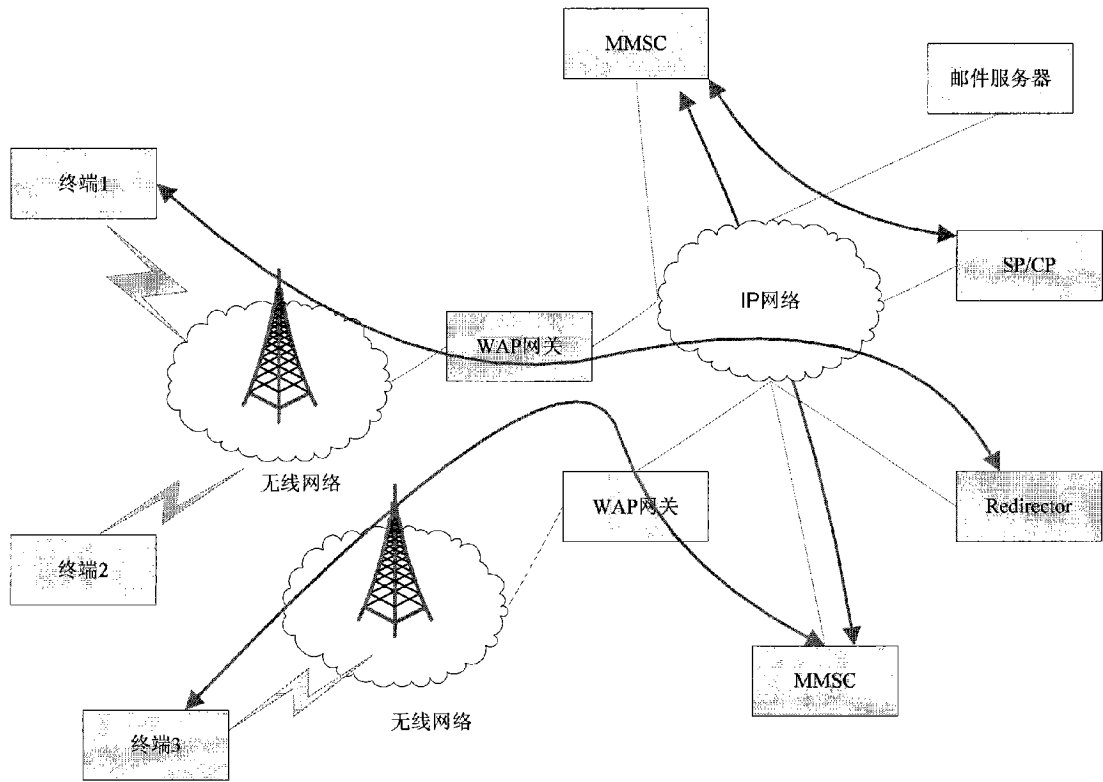 MMSC
邮件服务器
终端1
SP/CP
IP网络
WAP网关
无线网络
WAP网关
Redirector
终端2
MMSC
无线网络
终端3